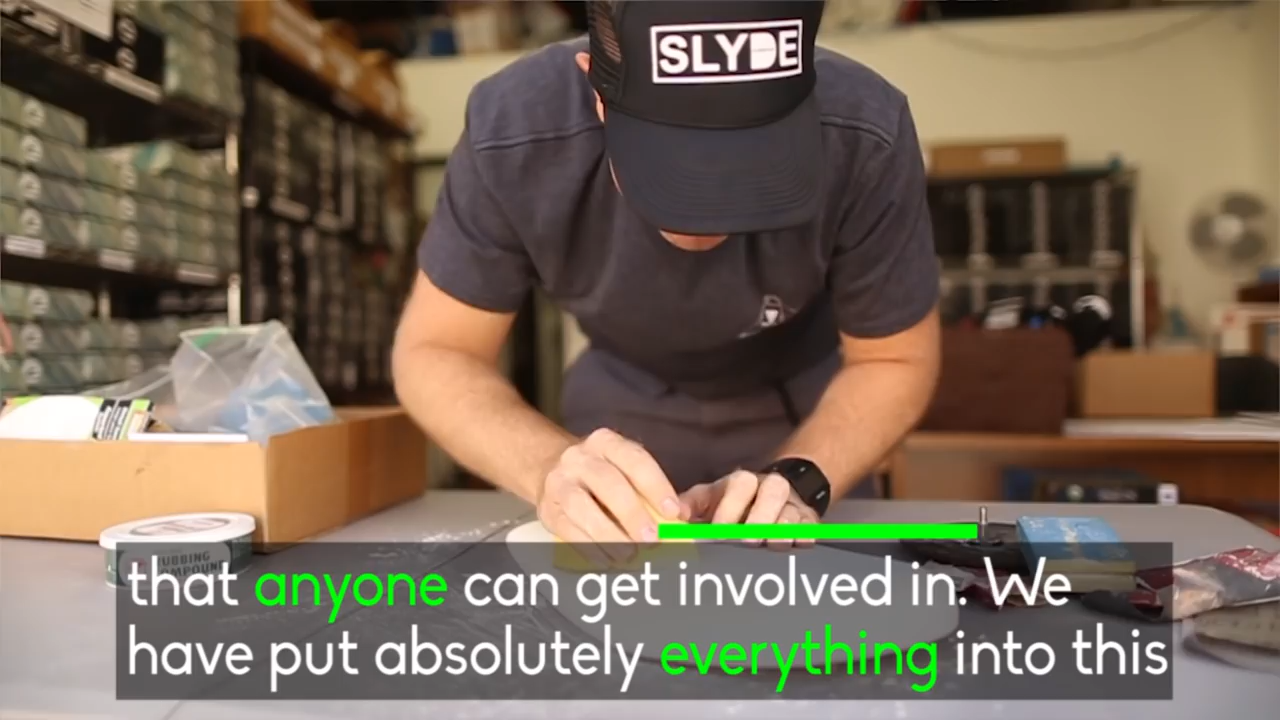 SLYDE
RUBBING
COMPOUND
that anyone can get involved in. We
have put absolutely everything into this